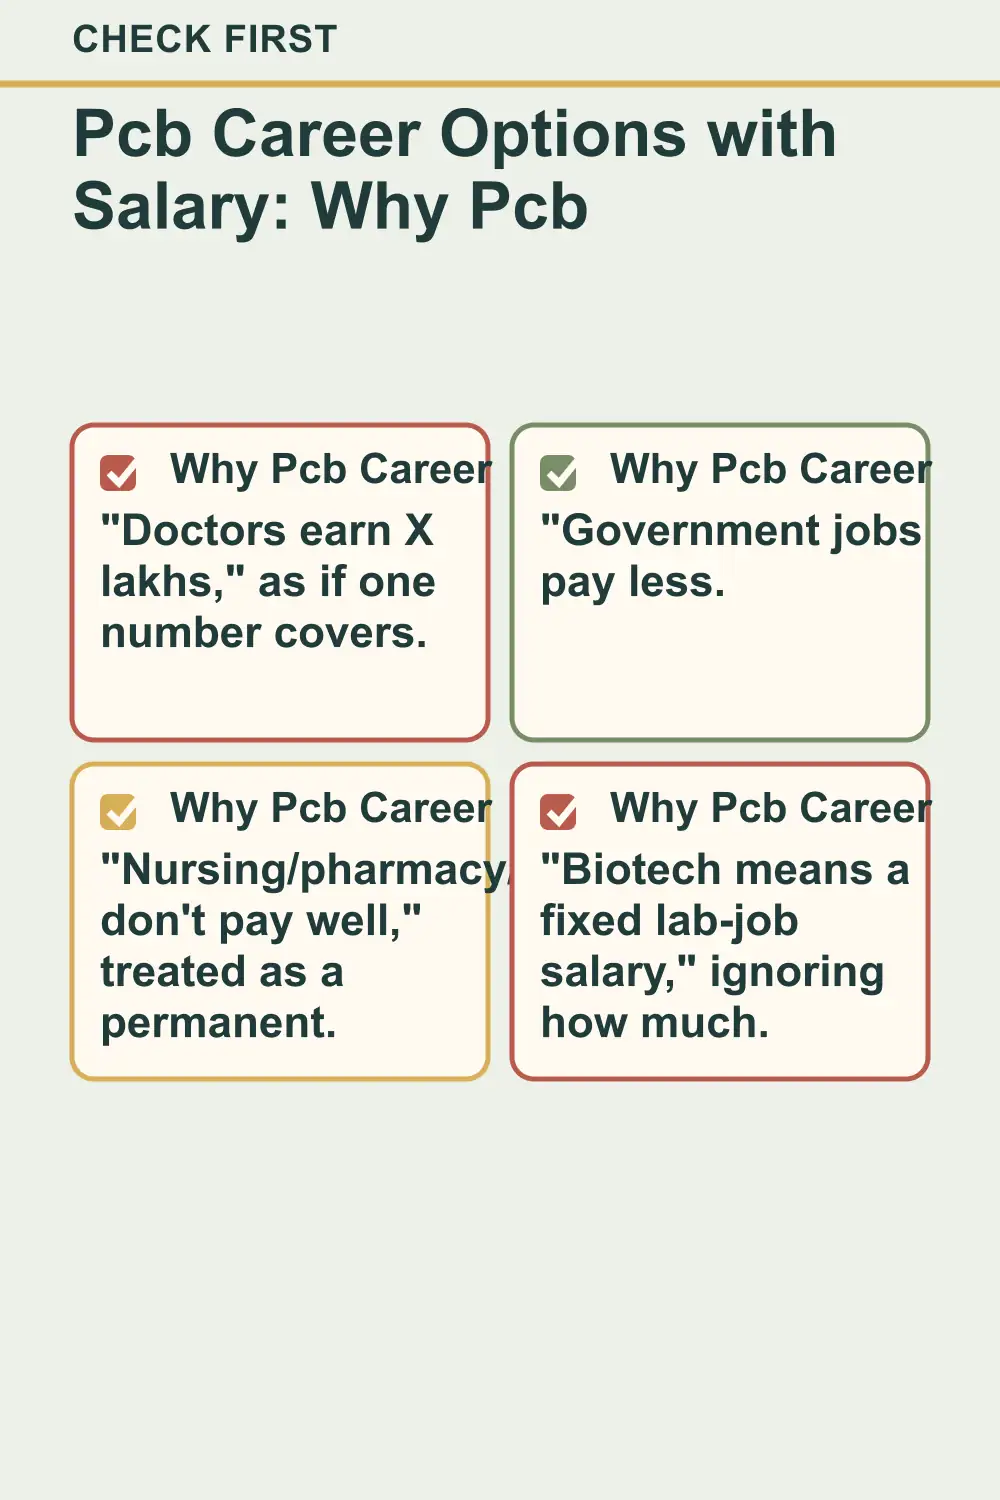 CHECK FIRST
Pcb Career Options with
Salary: Why Pcb
Why Pcb Career
"Doctors earn X
lakhs," as if one
number covers.
Why Pcb Career
"Government jobs
pay less.
Why Pcb Career
"Nursing/pharmacy/
don't pay well,"
treated as a
permanent.
Why Pcb Career
"Biotech means a
fixed lab-job
salary," ignoring
how much.